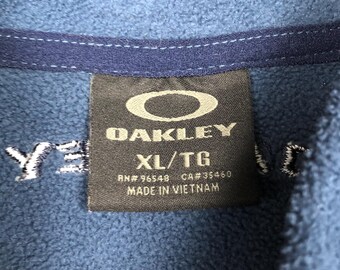 OAKLEY
XL/TG
RN#96548 CA#35460
MADE IN VIETNAM